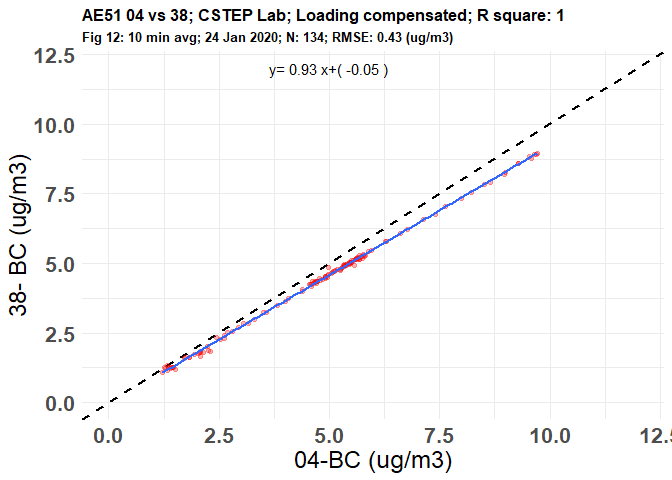 AE51 04 vs 38; CSTEP Lab; Loading compensated; R square: 1
Fig 12: 10 min avg; 24 Jan 2020; N: 134; RMSE: 0.43 (ug/m3)
y= 0.93 x+( -0.05 )
12.5
10.0
7.5
5.0
2.5
0.0
38- BC (ug/m3)
0.0 2.5 5.0 7.5 10.0 12.5
04-BC (ug/m3)